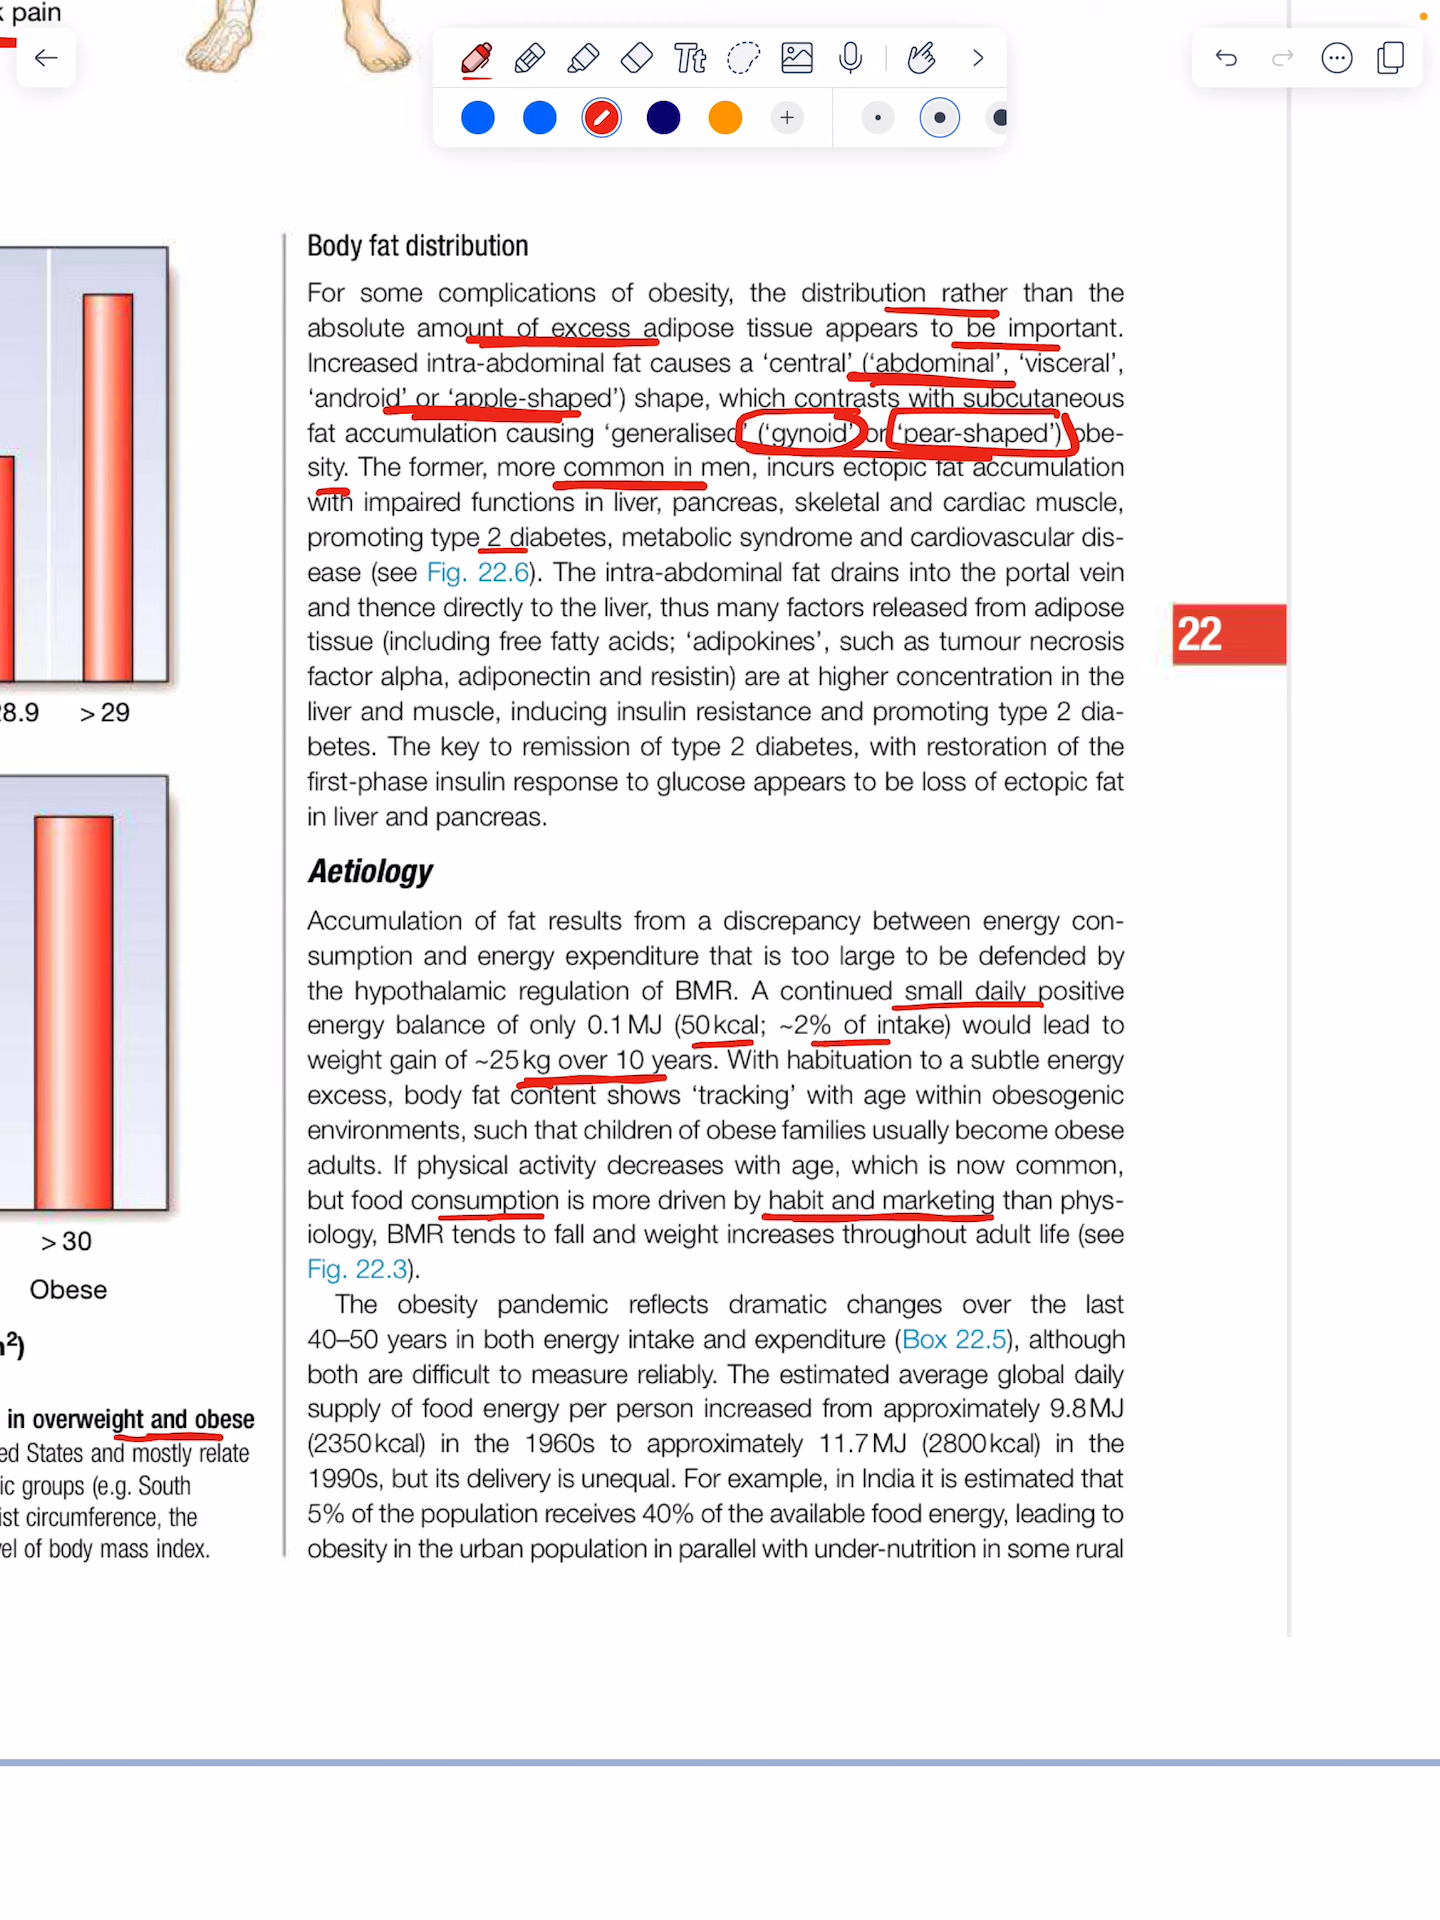 k pain
Tt
28.9 > 29
> 30
Obese
m²)
in overweight and obese
ed States and mostly relate
ic groups (e.g. South
ist circumference, the
vel of body mass index.
Body fat distribution
For some complications of obesity, the distribution rather than the
absolute amount of excess adipose tissue appears to be important.
Increased intra-abdominal fat causes a ‘central’ (‘abdominal’, ‘visceral’,
‘android’ or ‘apple-shaped’) shape, which contrasts with subcutaneous
fat accumulation causing ‘generalised’ (‘gynoid’ or ‘pear-shaped’) obe-
sity. The former, more common in men, incurs ectopic fat accumulation
with impaired functions in liver, pancreas, skeletal and cardiac muscle,
promoting type 2 diabetes, metabolic syndrome and cardiovascular dis-
ease (see Fig. 22.6). The intra-abdominal fat drains into the portal vein
and thence directly to the liver, thus many factors released from adipose
tissue (including free fatty acids; ‘adipokines’, such as tumour necrosis
factor alpha, adiponectin and resistin) are at higher concentration in the
liver and muscle, inducing insulin resistance and promoting type 2 dia-
betes. The key to remission of type 2 diabetes, with restoration of the
first-phase insulin response to glucose appears to be loss of ectopic fat
in liver and pancreas.
Aetiology
Accumulation of fat results from a discrepancy between energy con-
sumption and energy expenditure that is too large to be defended by
the hypothalamic regulation of BMR. A continued small daily positive
energy balance of only 0.1 MJ (50 kcal; ~2% of intake) would lead to
weight gain of ~25 kg over 10 years. With habituation to a subtle energy
excess, body fat content shows ‘tracking’ with age within obesogenic
environments, such that children of obese families usually become obese
adults. If physical activity decreases with age, which is now common,
but food consumption is more driven by habit and marketing than phys-
iology, BMR tends to fall and weight increases throughout adult life (see
Fig. 22.3).
The obesity pandemic reflects dramatic changes over the last
40–50 years in both energy intake and expenditure (Box 22.5), although
both are difficult to measure reliably. The estimated average global daily
supply of food energy per person increased from approximately 9.8 MJ
(2350 kcal) in the 1960s to approximately 11.7 MJ (2800 kcal) in the
1990s, but its delivery is unequal. For example, in India it is estimated that
5% of the population receives 40% of the available food energy, leading to
obesity in the urban population in parallel with under-nutrition in some rural
22